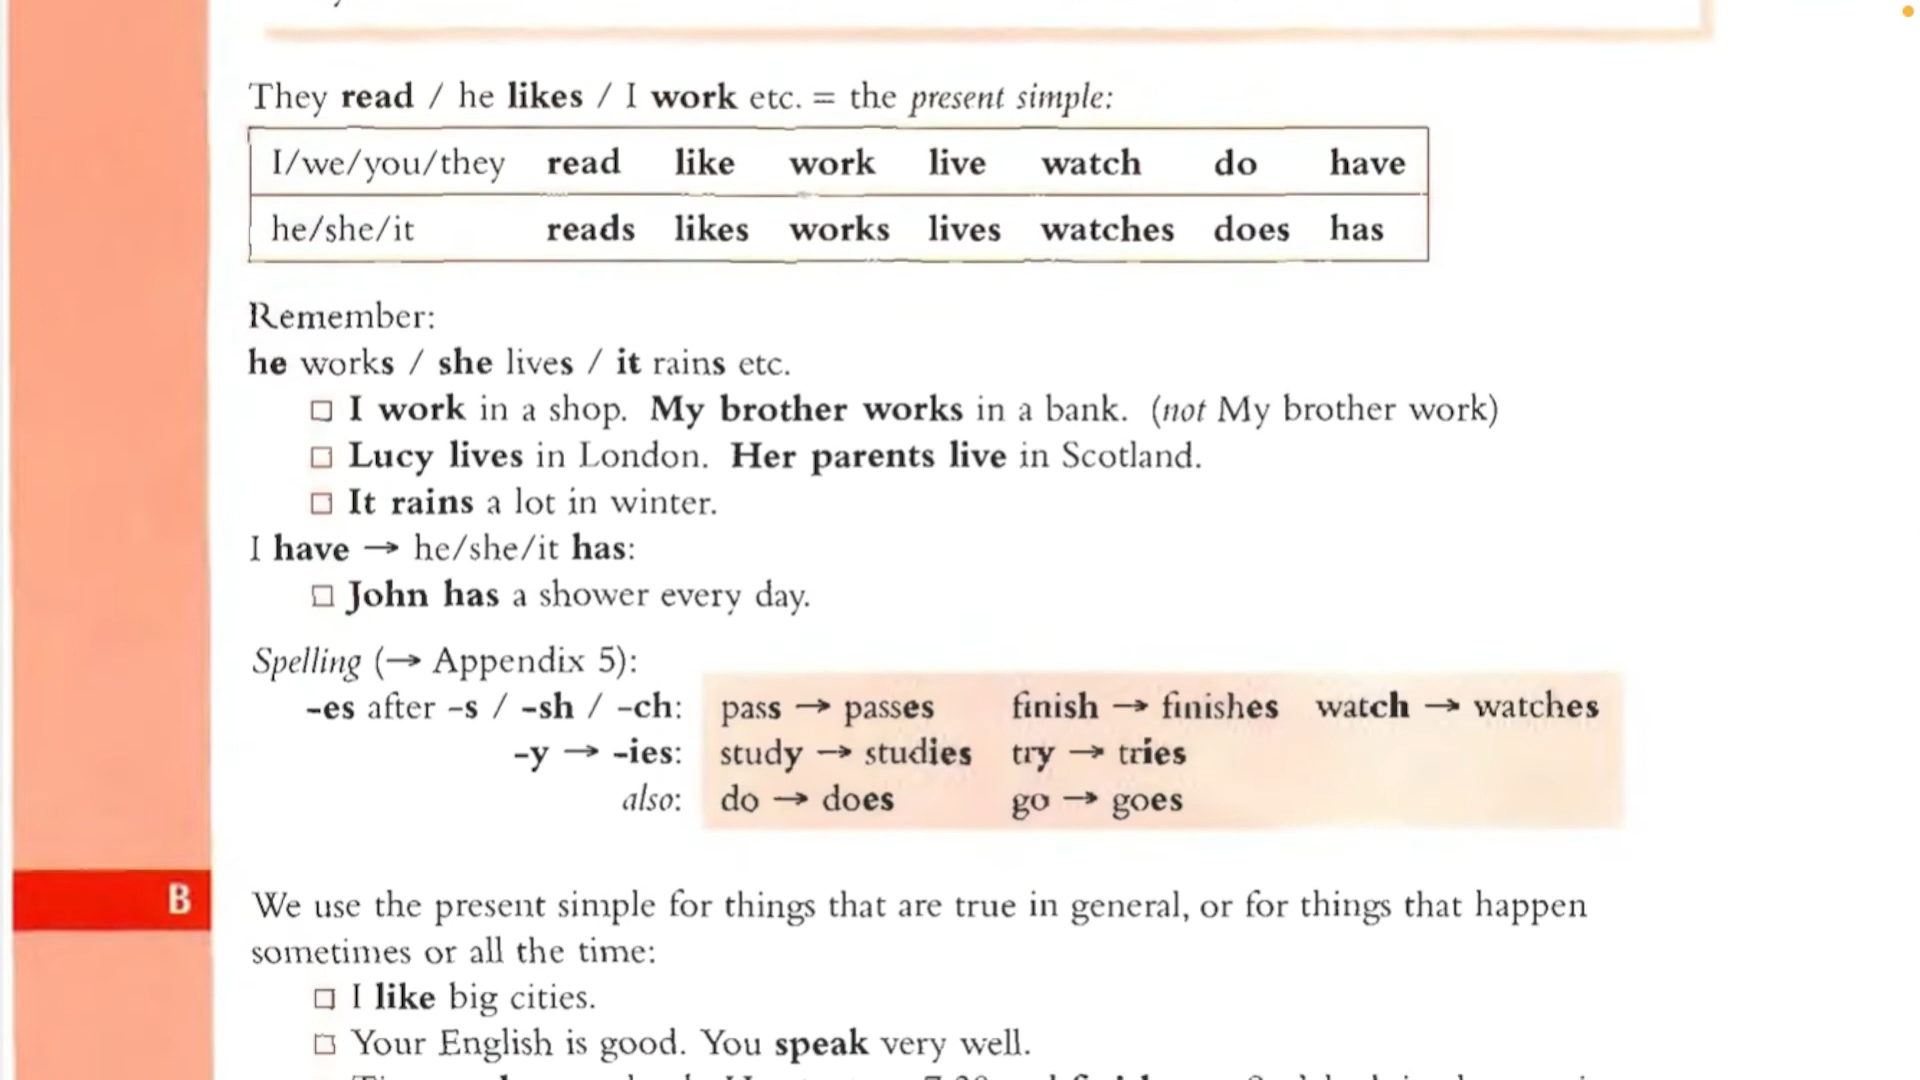 They read / he likes / I work etc. = the present simple:
I/we/you/they read like work live watch do have
he/she/it reads likes works lives watches does has
Remember:
he works / she lives / it rains etc.
□ I work in a shop. My brother works in a bank. (not My brother work)
□ Lucy lives in London. Her parents live in Scotland.
□ It rains a lot in winter.
I have → he/she/it has:
□ John has a shower every day.
Spelling (→ Appendix 5):
-es after -s / -sh / -ch: pass → passes finish → finishes watch → watches
-y → -ies: study → studies try → tries
also: do → does go → goes
B
We use the present simple for things that are true in general, or for things that happen
sometimes or all the time:
□ I like big cities.
□ Your English is good. You speak very well.